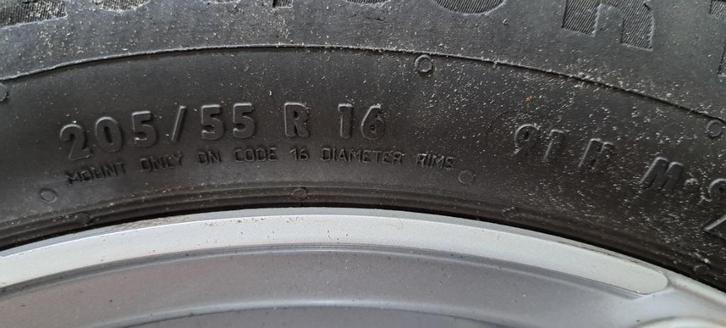 205/55 R 16 91 H M+S
MOUNT ONLY ON CODE 16 DIAMETER RIMS